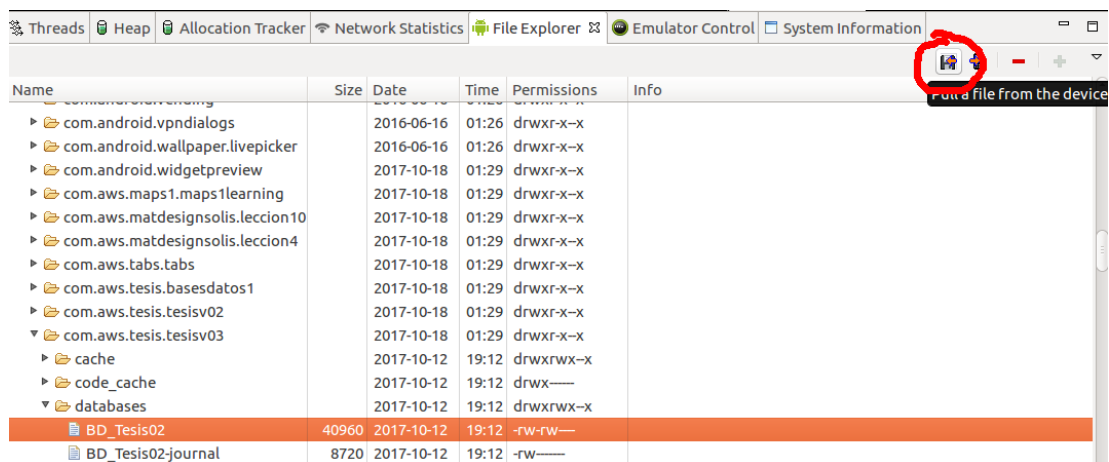 Threads Heap Allocation Tracker Network Statistics File Explorer Emulator Control System Information
Name Size Date Time Permissions Info
Pull a file from the device
com.android.vpndialogs 2016-06-16 01:26 drwxr-x--x
com.android.wallpaper.livepicker 2016-06-16 01:26 drwxr-x--x
com.android.widgetpreview 2017-10-18 01:29 drwxr-x--x
com.aws.maps1.maps1learning 2017-10-18 01:29 drwxr-x--x
com.aws.matdesignsolis.leccion10 2017-10-18 01:29 drwxr-x--x
com.aws.matdesignsolis.leccion4 2017-10-18 01:29 drwxr-x--x
com.aws.tabs.tabs 2017-10-18 01:29 drwxr-x--x
com.aws.tesis.basesdatos1 2017-10-18 01:29 drwxr-x--x
com.aws.tesis.tesisv02 2017-10-18 01:29 drwxr-x--x
com.aws.tesis.tesisv03 2017-10-18 01:29 drwxr-x--x
cache 2017-10-12 19:12 drwxrwx--x
code_cache 2017-10-12 19:12 drwx------
databases 2017-10-12 19:12 drwxrwx--x
BD_Tesis02 40960 2017-10-12 19:12 -rw-rw----
BD_Tesis02-journal 8720 2017-10-12 19:12 -rw-------